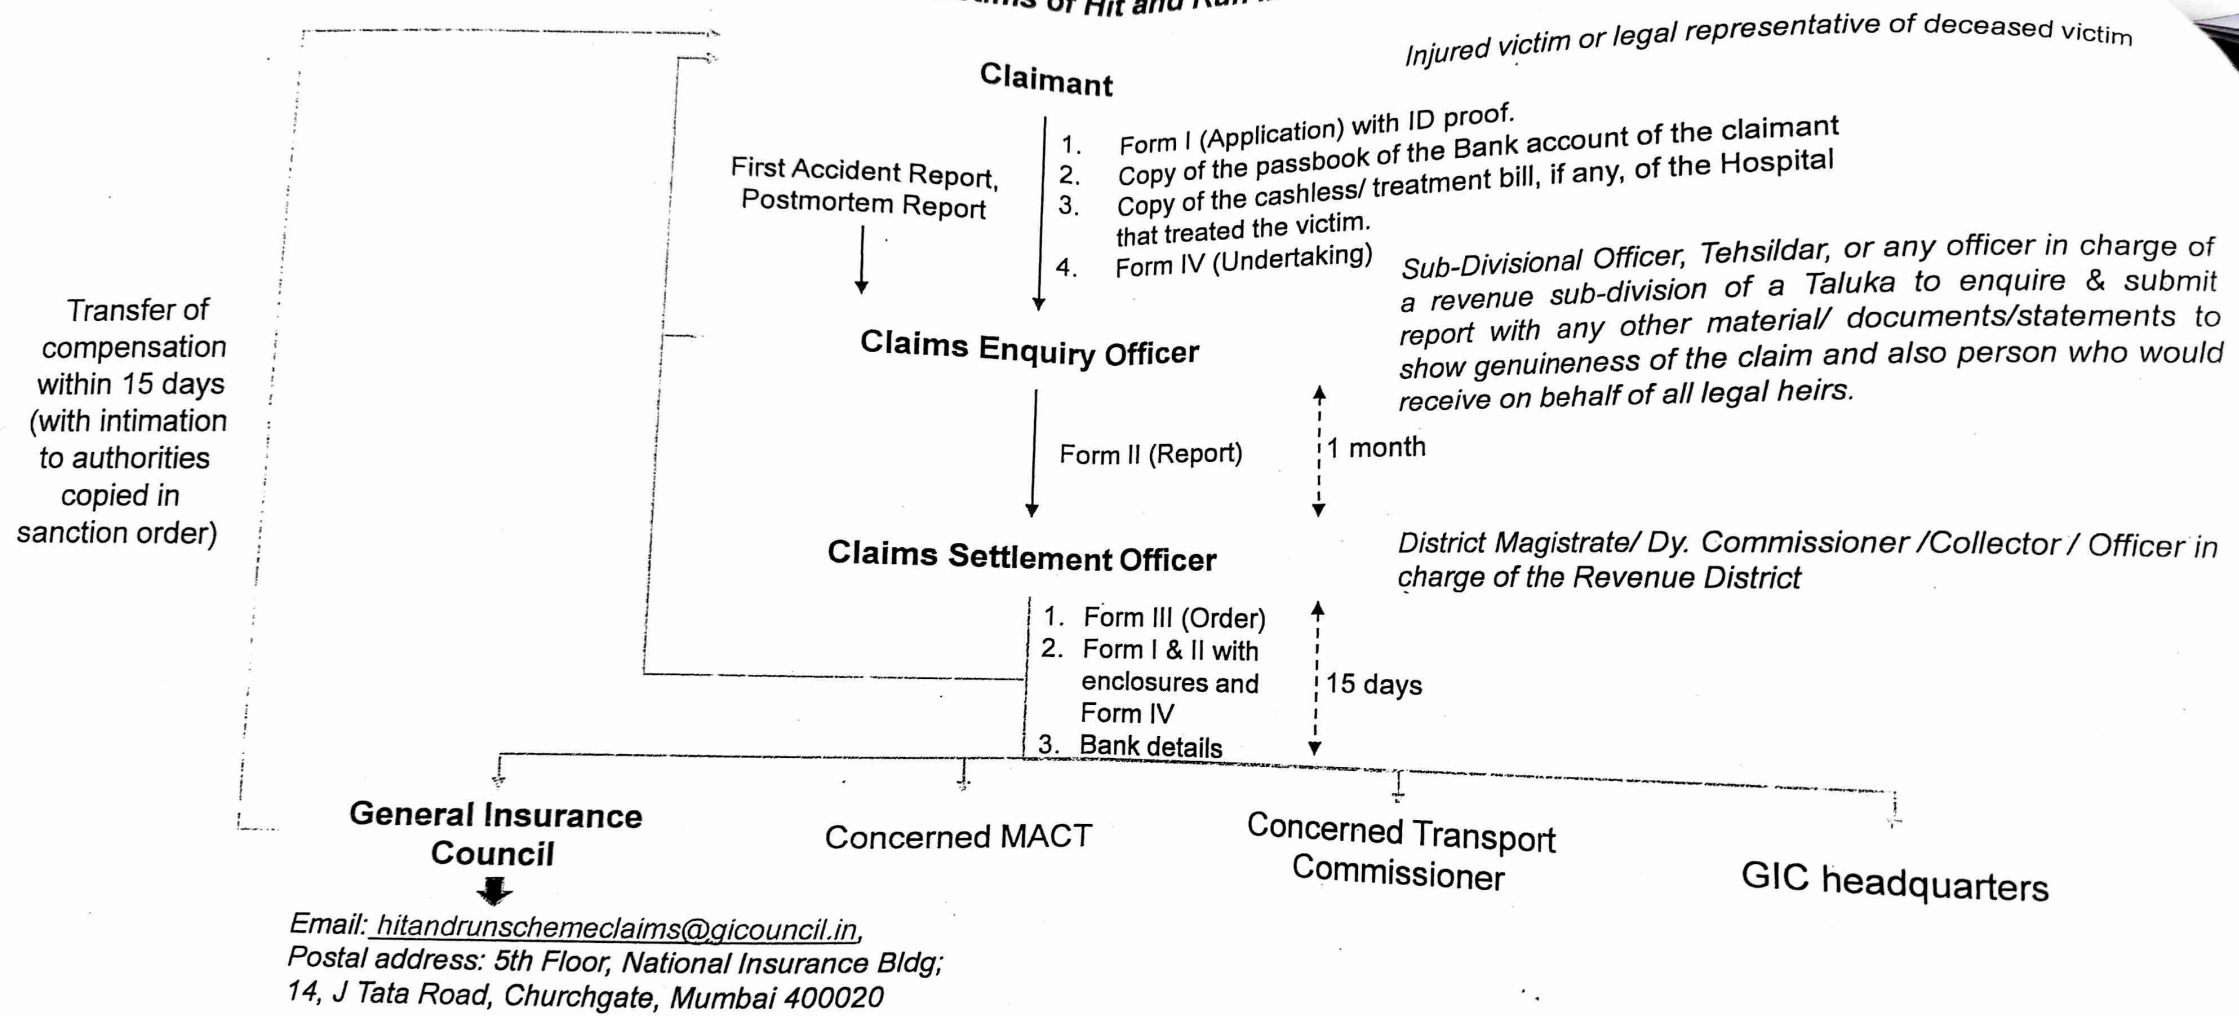 of Hit and Run
Injured victim or legal representative of deceased victim
Claimant
First Accident Report,
Postmortem Report
1. Form I (Application) with ID proof.
2. Copy of the passbook of the Bank account of the claimant
3. Copy of the cashless/ treatment bill, if any, of the Hospital
that treated the victim.
4. Form IV (Undertaking)
Sub-Divisional Officer, Tehsildar, or any officer in charge of
a revenue sub-division of a Taluka to enquire & submit
report with any other material/ documents/statements to
show genuineness of the claim and also person who would
receive on behalf of all legal heirs.
Transfer of
compensation
within 15 days
(with intimation
to authorities
copied in
sanction order)
Claims Enquiry Officer
Form II (Report)
1 month
Claims Settlement Officer
District Magistrate/ Dy. Commissioner /Collector / Officer in
charge of the Revenue District
1. Form III (Order)
2. Form I & II with
enclosures and
Form IV
3. Bank details
15 days
General Insurance
Council
Concerned MACT
Concerned Transport
Commissioner
GIC headquarters
Email: hitandrunschemeclaims@gicouncil.in,
Postal address: 5th Floor, National Insurance Bldg;
14, J Tata Road, Churchgate, Mumbai 400020